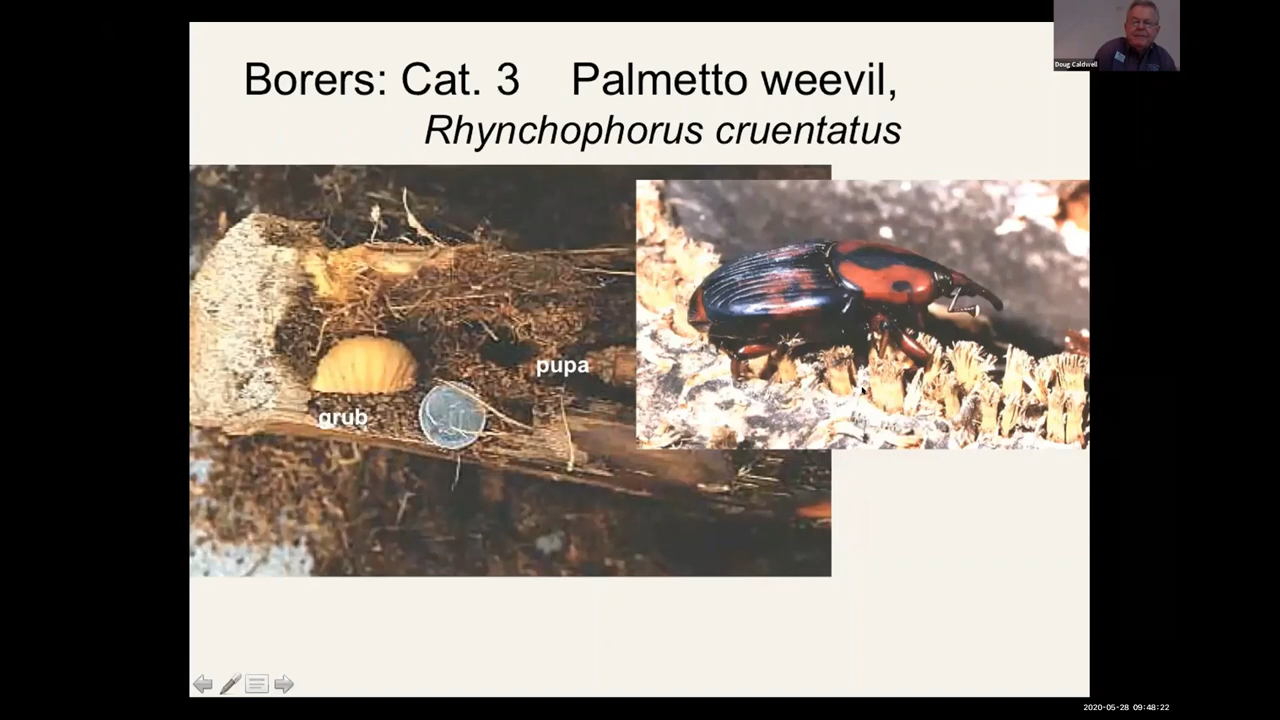 Doug Caldwell
Borers: Cat. 3 Palmetto weevil,
Rhynchophorus cruentatus
pupa
grub
2020-05-28 09:48:22